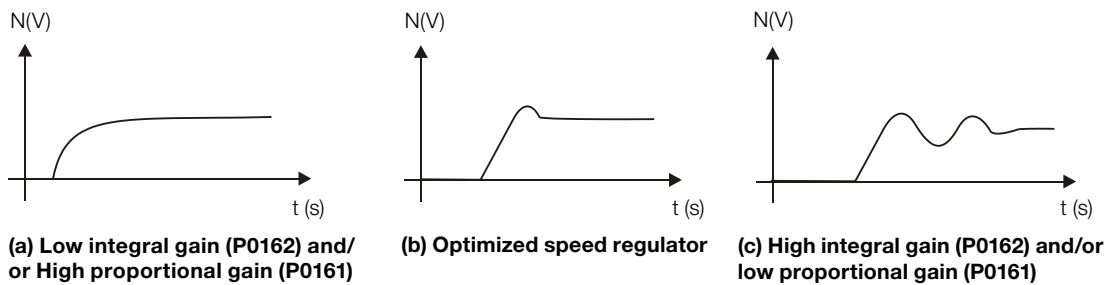 N(V)
t (s)
(a) Low integral gain (P0162) and/
or High proportional gain (P0161)
N(V)
t (s)
(b) Optimized speed regulator
N(V)
t (s)
(c) High integral gain (P0162) and/or
low proportional gain (P0161)